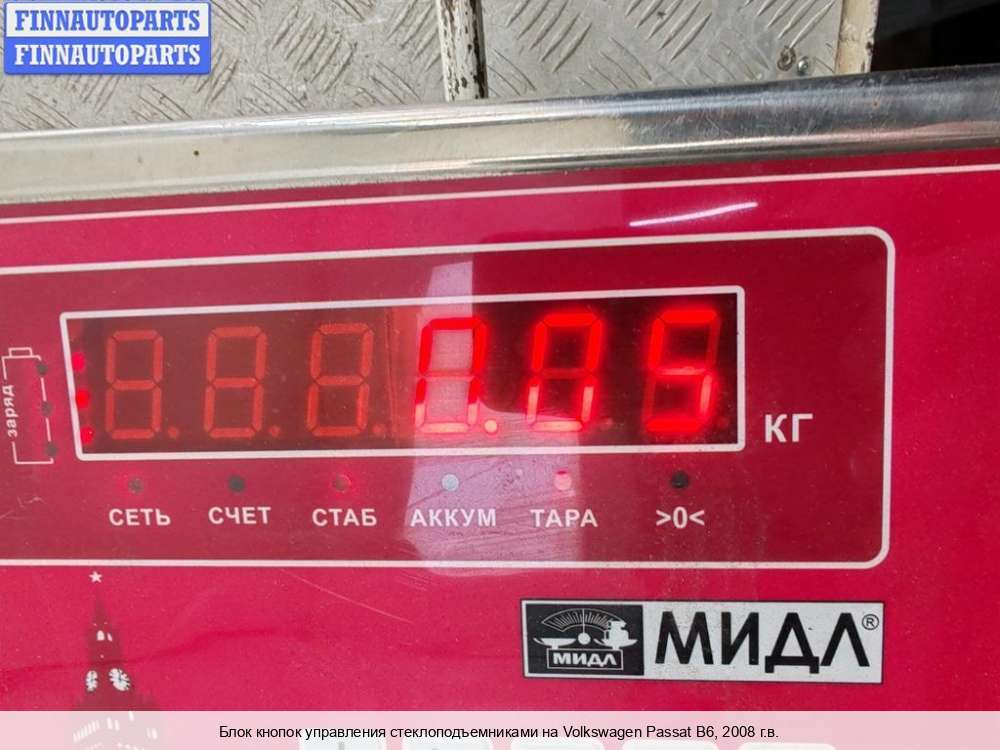 FINNAUTOPARTS
FINNAUTOPARTS
заряд
0.05
КГ
СЕТЬ СЧЕТ СТАБ АККУМ ТАРА >0<
МИДЛ МИДЛ®
Блок кнопок управления стеклоподъемниками на Volkswagen Passat B6, 2008 г.в.